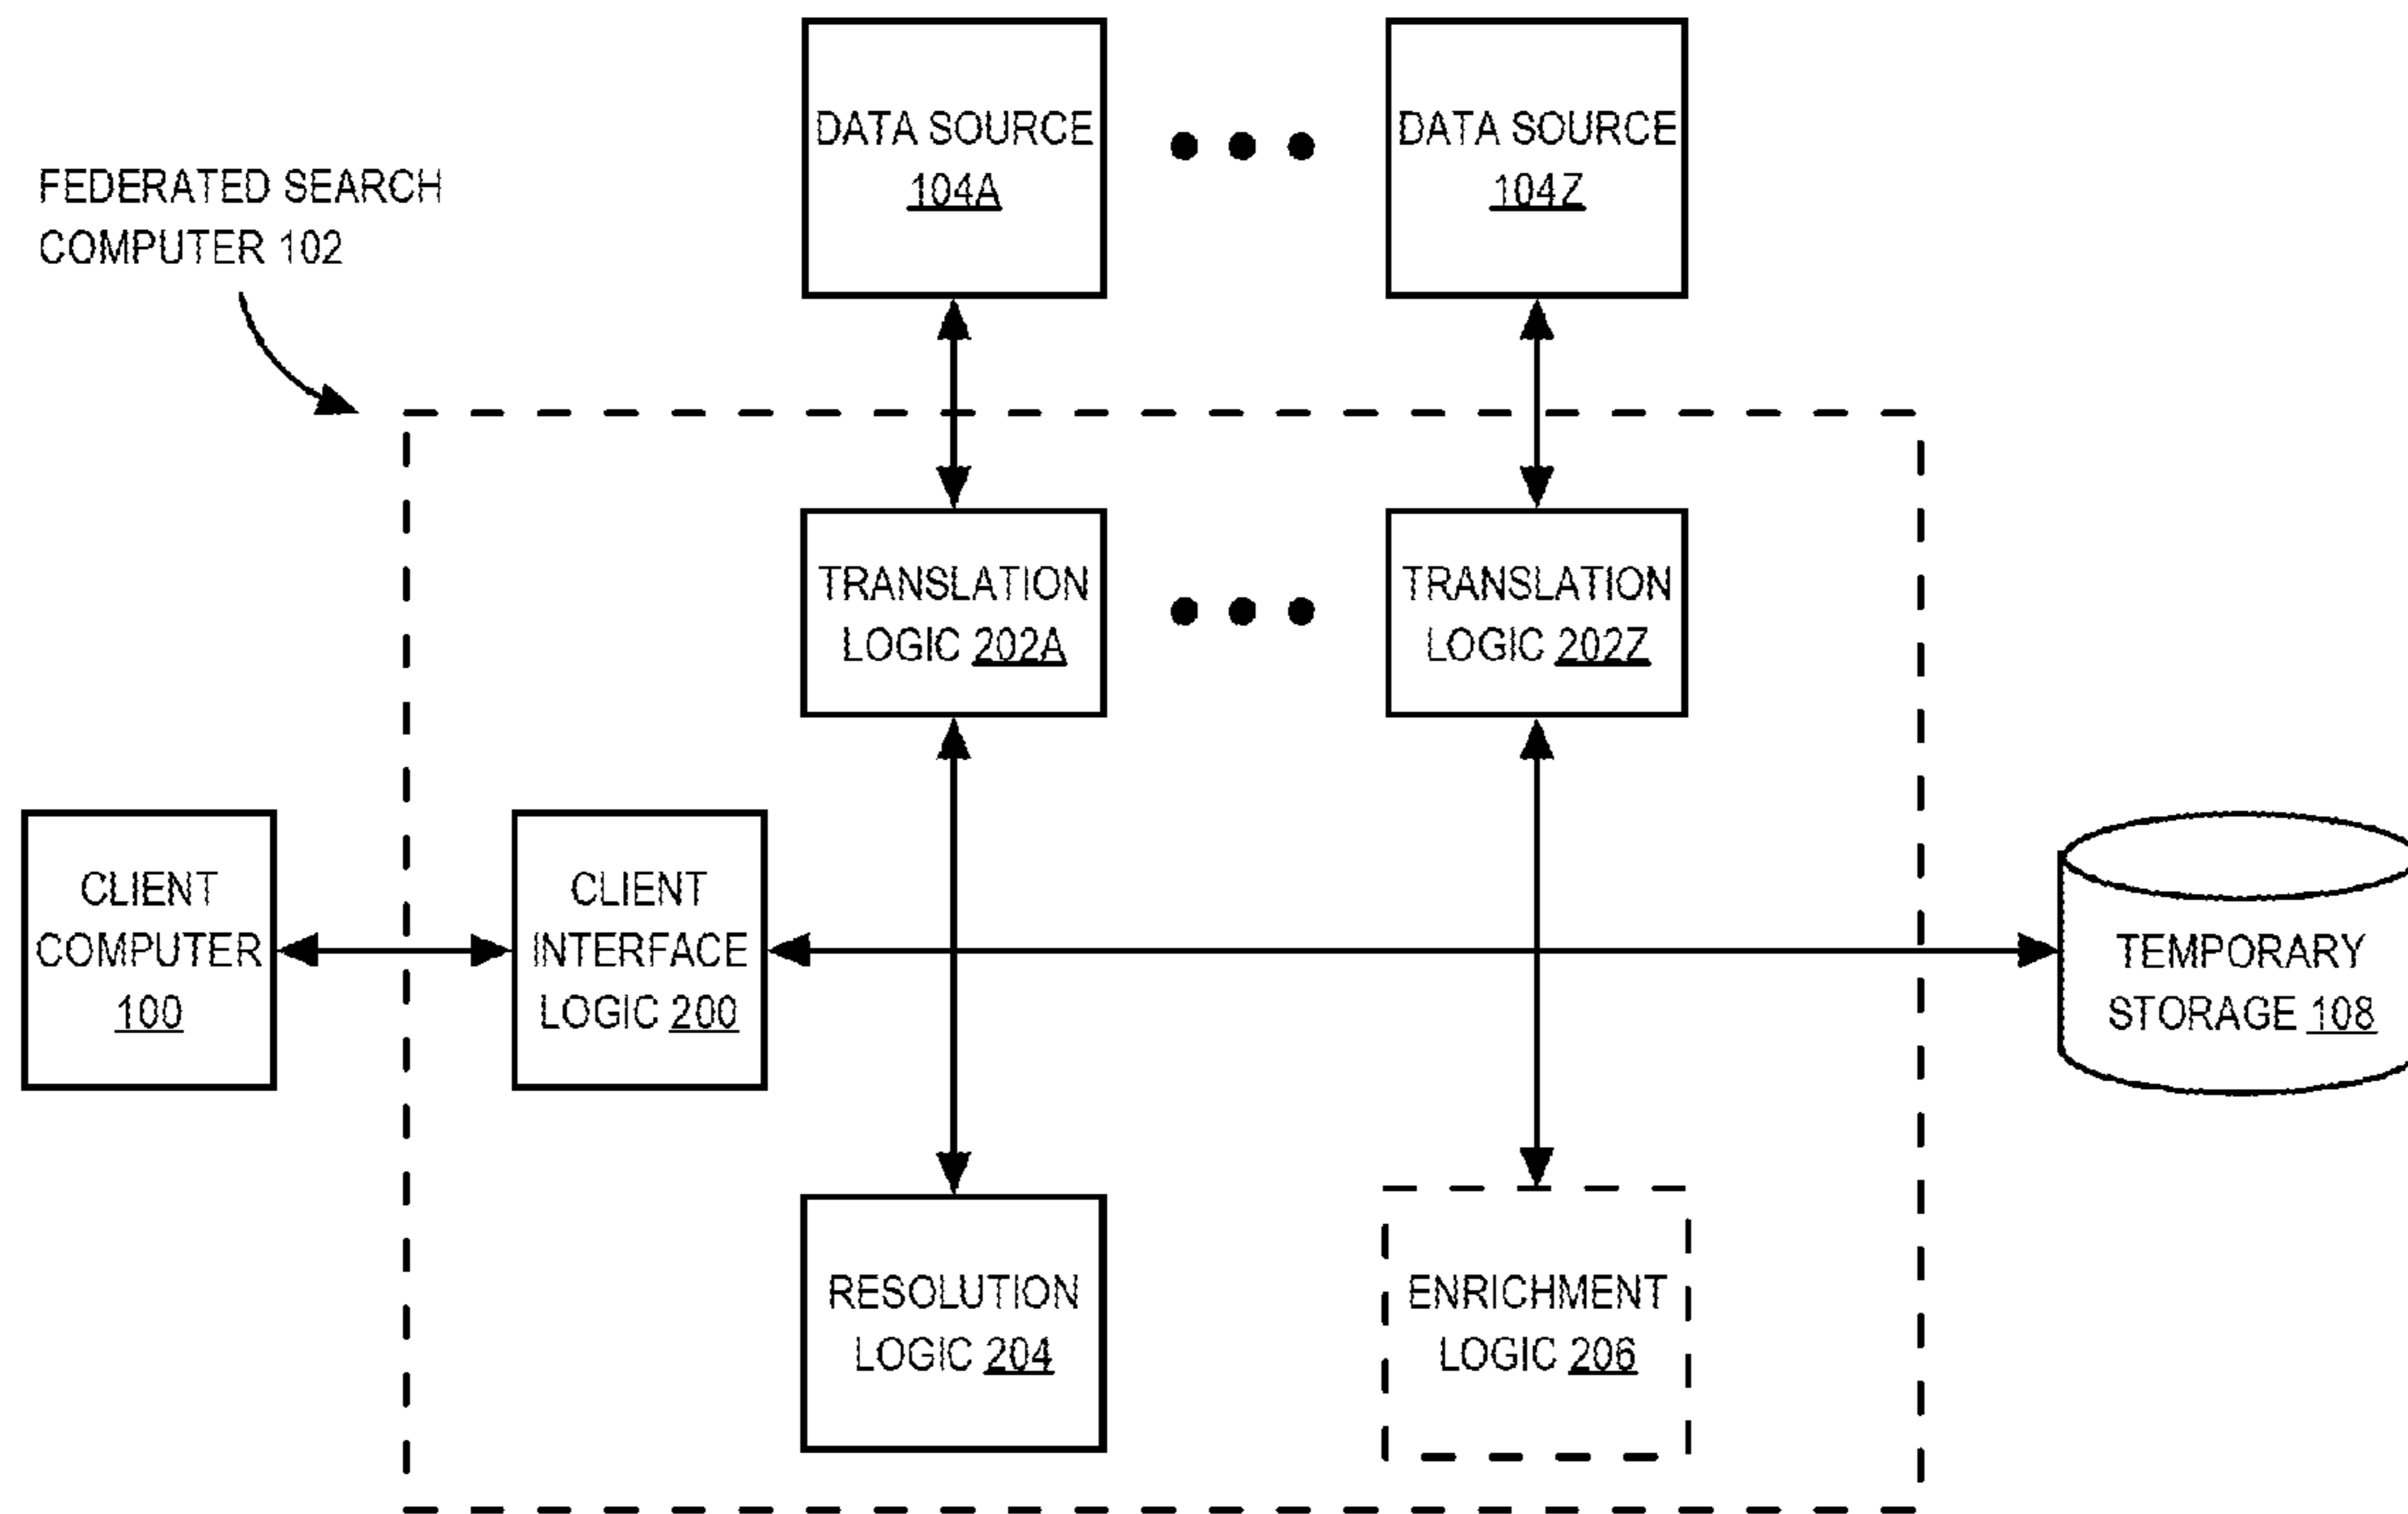 DATA SOURCE
104A
DATA SOURCE
104Z
FEDERATED SEARCH
COMPUTER 102
TRANSLATION
LOGIC 202A
TRANSLATION
LOGIC 202Z
CLIENT
COMPUTER
100
CLIENT
INTERFACE
LOGIC 200
TEMPORARY
STORAGE 108
RESOLUTION
LOGIC 204
ENRICHMENT
LOGIC 206